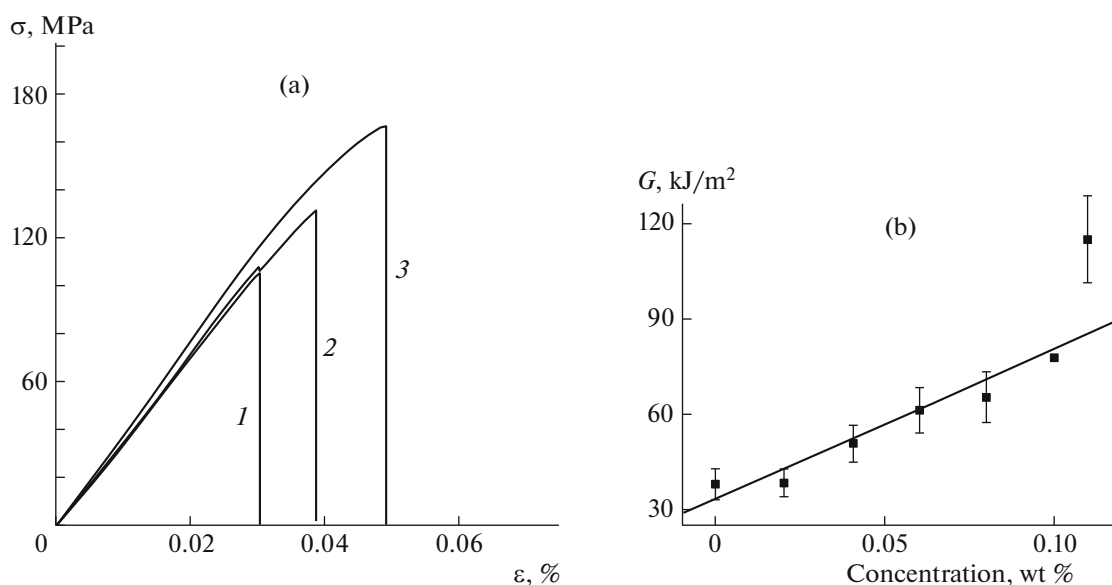 σ, MPa
(a)
180
120
60
0
0.02
0.04
0.06
ε, %
1
2
3
G, kJ/m²
(b)
120
90
60
30
0
0.05
0.10
Concentration, wt %